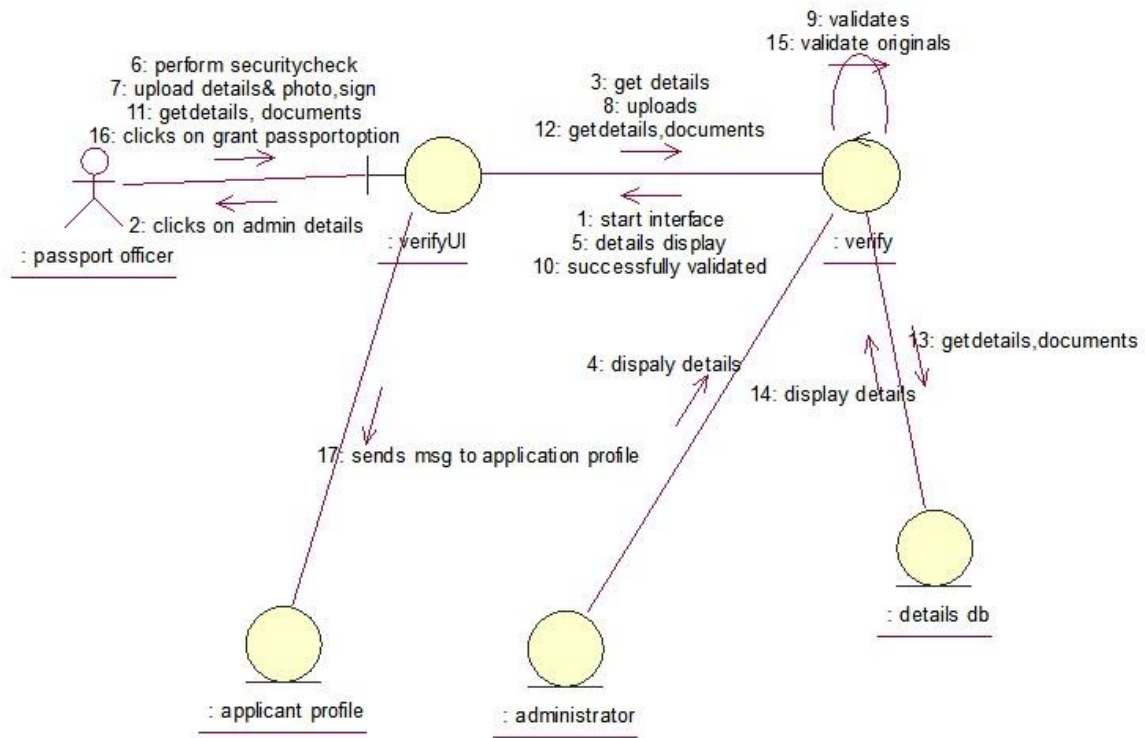 9: validates
15: validate originals
6: perform securitycheck
7: upload details& photo,sign
11: getdetails, documents
16: clicks on grant passportoption
3: get details
8: uploads
12: getdetails,documents
2: clicks on admin details
1: start interface
5: details display
10: successfully validated
: passport officer
: verifyUI
: verify
13: getdetails,documents
4: dispaly details
14: display details
17: sends msg to application profile
: details db
: applicant profile
: administrator